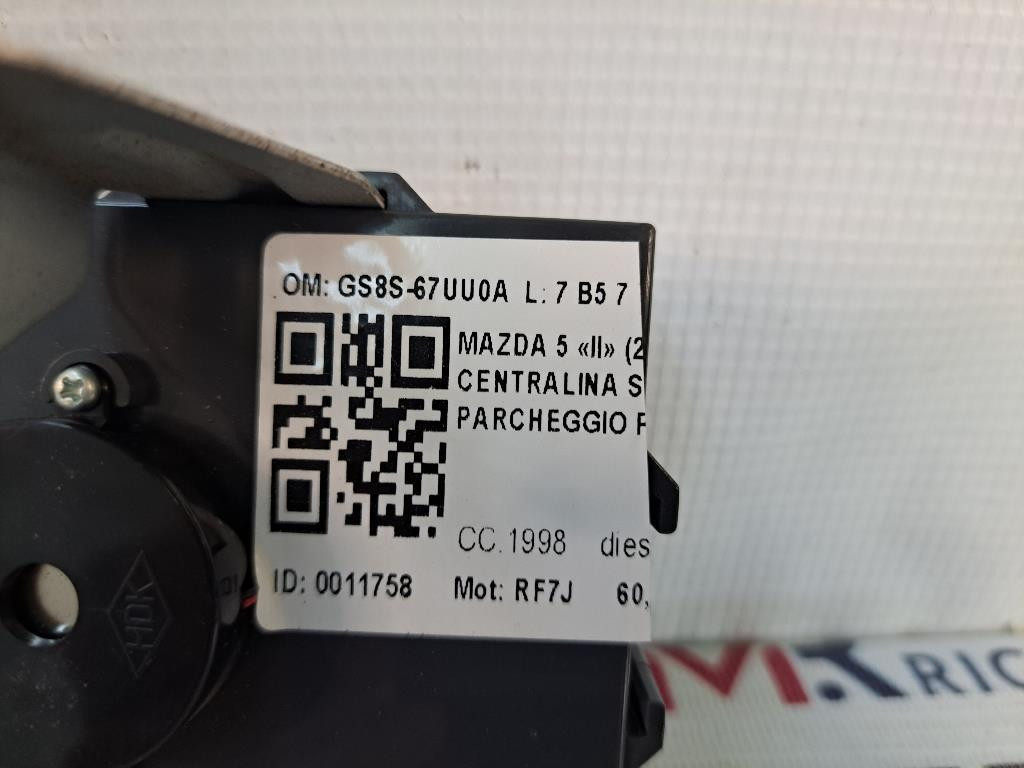 OM: GS8S-67UU0A L: 7 B5 7
MAZDA 5 «II» (2
CENTRALINA S
PARCHEGGIO
CC.1998 dies
ID: 0011758 Mot: RF7J 60,
HDK
RIC